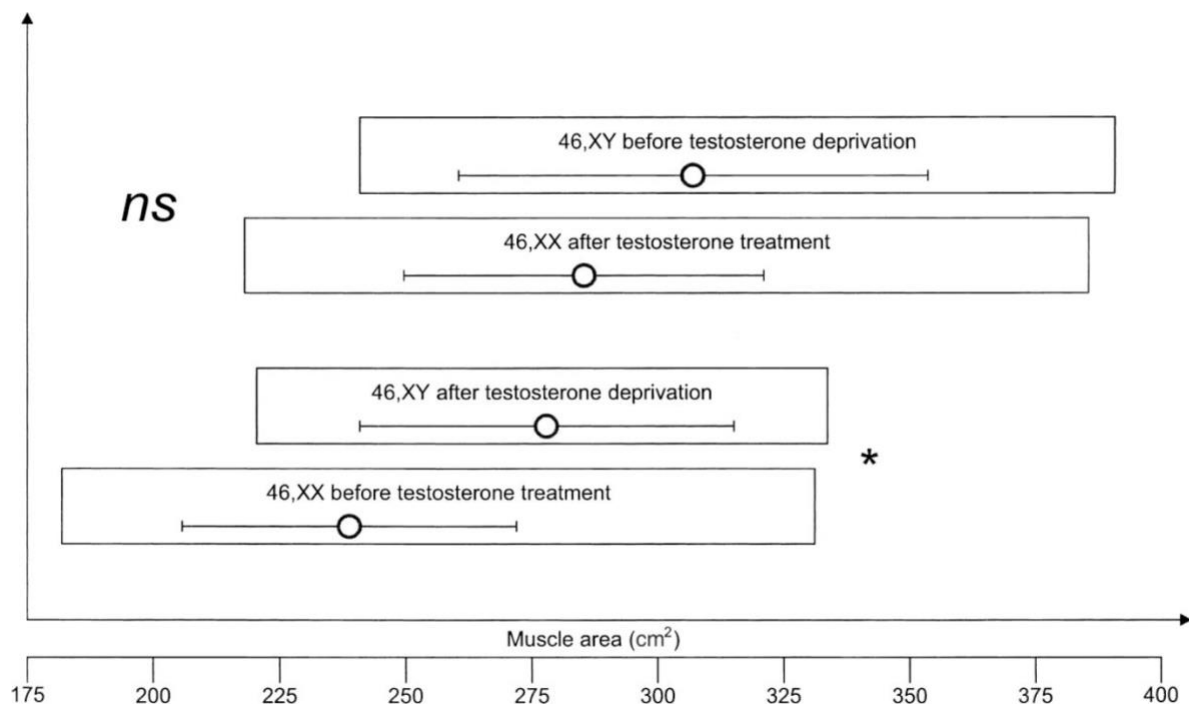 46,XY before testosterone deprivation
ns
46,XX after testosterone treatment
46,XY after testosterone deprivation
*
46,XX before testosterone treatment
Muscle area (cm²)
175 200 225 250 275 300 325 350 375 400